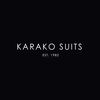 KARAKO SUITS
EST. 1982